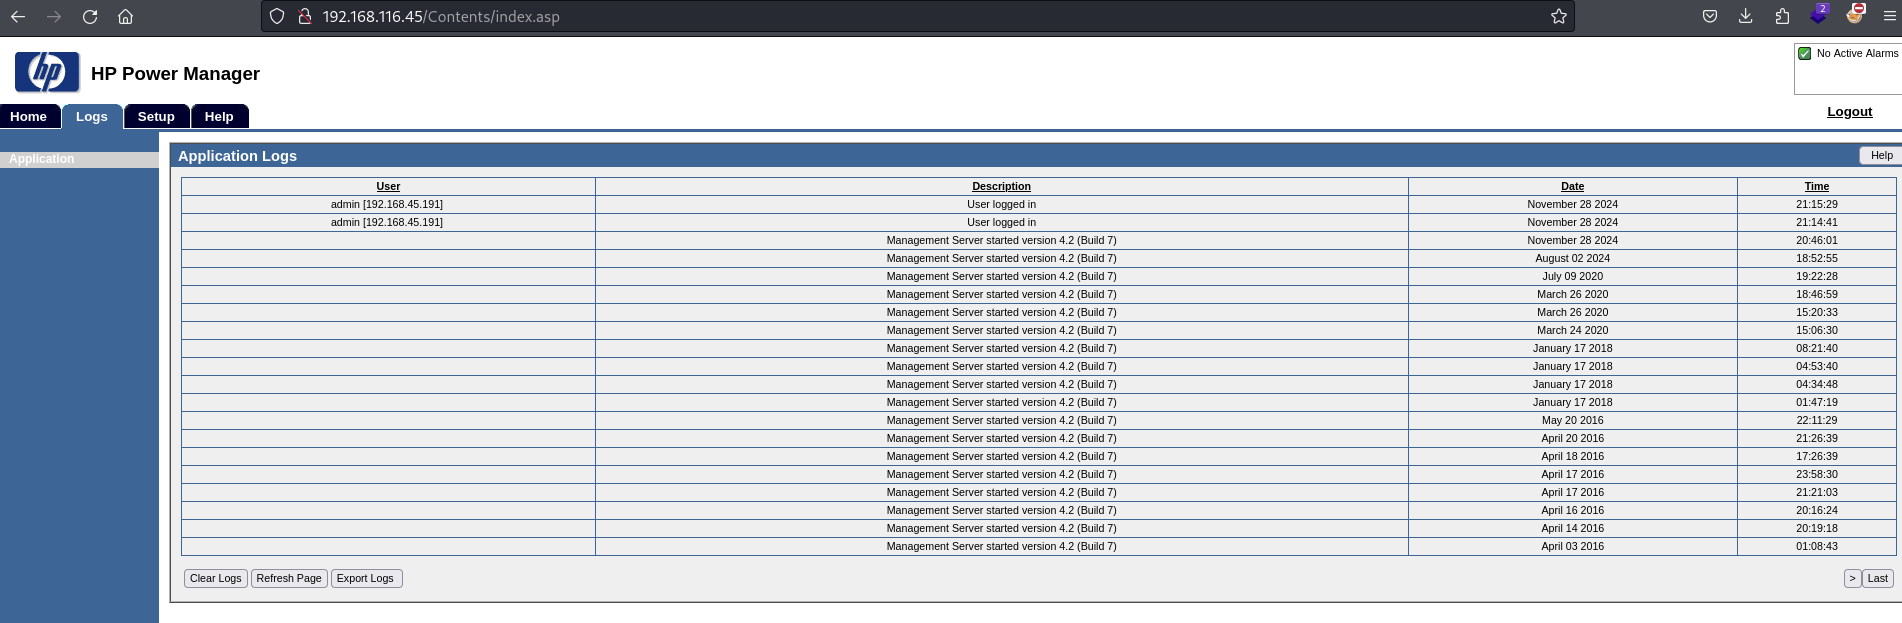 192.168.116.45/Contents/index.asp
2
hp
HP Power Manager
No Active Alarms
Home Logs Setup Help
Logout
Application
Application Logs
Help
User Description Date Time
admin [192.168.45.191] User logged in November 28 2024 21:15:29
admin [192.168.45.191] User logged in November 28 2024 21:14:41
Management Server started version 4.2 (Build 7) November 28 2024 20:46:01
Management Server started version 4.2 (Build 7) August 02 2024 18:52:55
Management Server started version 4.2 (Build 7) July 09 2020 19:22:28
Management Server started version 4.2 (Build 7) March 26 2020 18:46:59
Management Server started version 4.2 (Build 7) March 26 2020 15:20:33
Management Server started version 4.2 (Build 7) March 24 2020 15:06:30
Management Server started version 4.2 (Build 7) January 17 2018 08:21:40
Management Server started version 4.2 (Build 7) January 17 2018 04:53:40
Management Server started version 4.2 (Build 7) January 17 2018 04:34:48
Management Server started version 4.2 (Build 7) January 17 2018 01:47:19
Management Server started version 4.2 (Build 7) May 20 2016 22:11:29
Management Server started version 4.2 (Build 7) April 20 2016 21:26:39
Management Server started version 4.2 (Build 7) April 18 2016 17:26:39
Management Server started version 4.2 (Build 7) April 17 2016 23:58:30
Management Server started version 4.2 (Build 7) April 17 2016 21:21:03
Management Server started version 4.2 (Build 7) April 16 2016 20:16:24
Management Server started version 4.2 (Build 7) April 14 2016 20:19:18
Management Server started version 4.2 (Build 7) April 03 2016 01:08:43
Clear Logs Refresh Page Export Logs > Last